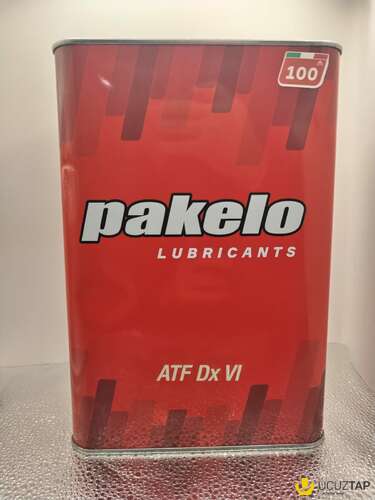 100
pakelo
LUBRICANTS
ATF Dx VI
UCUZTAP